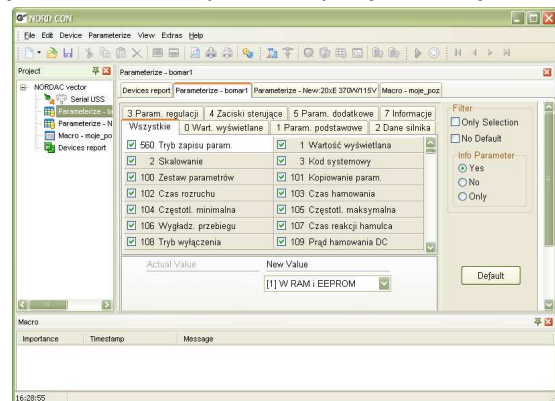 NORD CON
File Edit Device Parameterize View Extras Help
Project
NORDAC vector
Serial USS
Parameterize - b
Parameterize - N
Macro - moje_po
Devices report
Parameterize - bomar1
Devices report Parameterize - bomar1 Parameterize - New:20xE 370W/115V Macro - moje_poz
3 Param. regulacji 4 Zaciski sterujące 5 Param. dodatkowe 7 Informacje
Wszystkie 0 Wart. wyświetlane 1 Param. podstawowe 2 Dane silnika
560 Tryb zapisu param. 1 Wartość wyświetlana
2 Skalowanie 3 Kod systemowy
100 Zestaw parametrów 101 Kopiowanie param.
102 Czas rozruchu 103 Czas hamowania
104 Częstotl. minimalna 105 Częstotl. maksymalna
106 Wygładz. przebiegu 107 Czas reakcji hamulca
108 Tryb wyłączenia 109 Prąd hamowania DC
Actual Value New Value
[1] W RAM i EEPROM
Filter
Only Selection
No Default
Info Parameter
Yes
No
Only
Default
Macro
Importance Timestamp Message
16:28:55